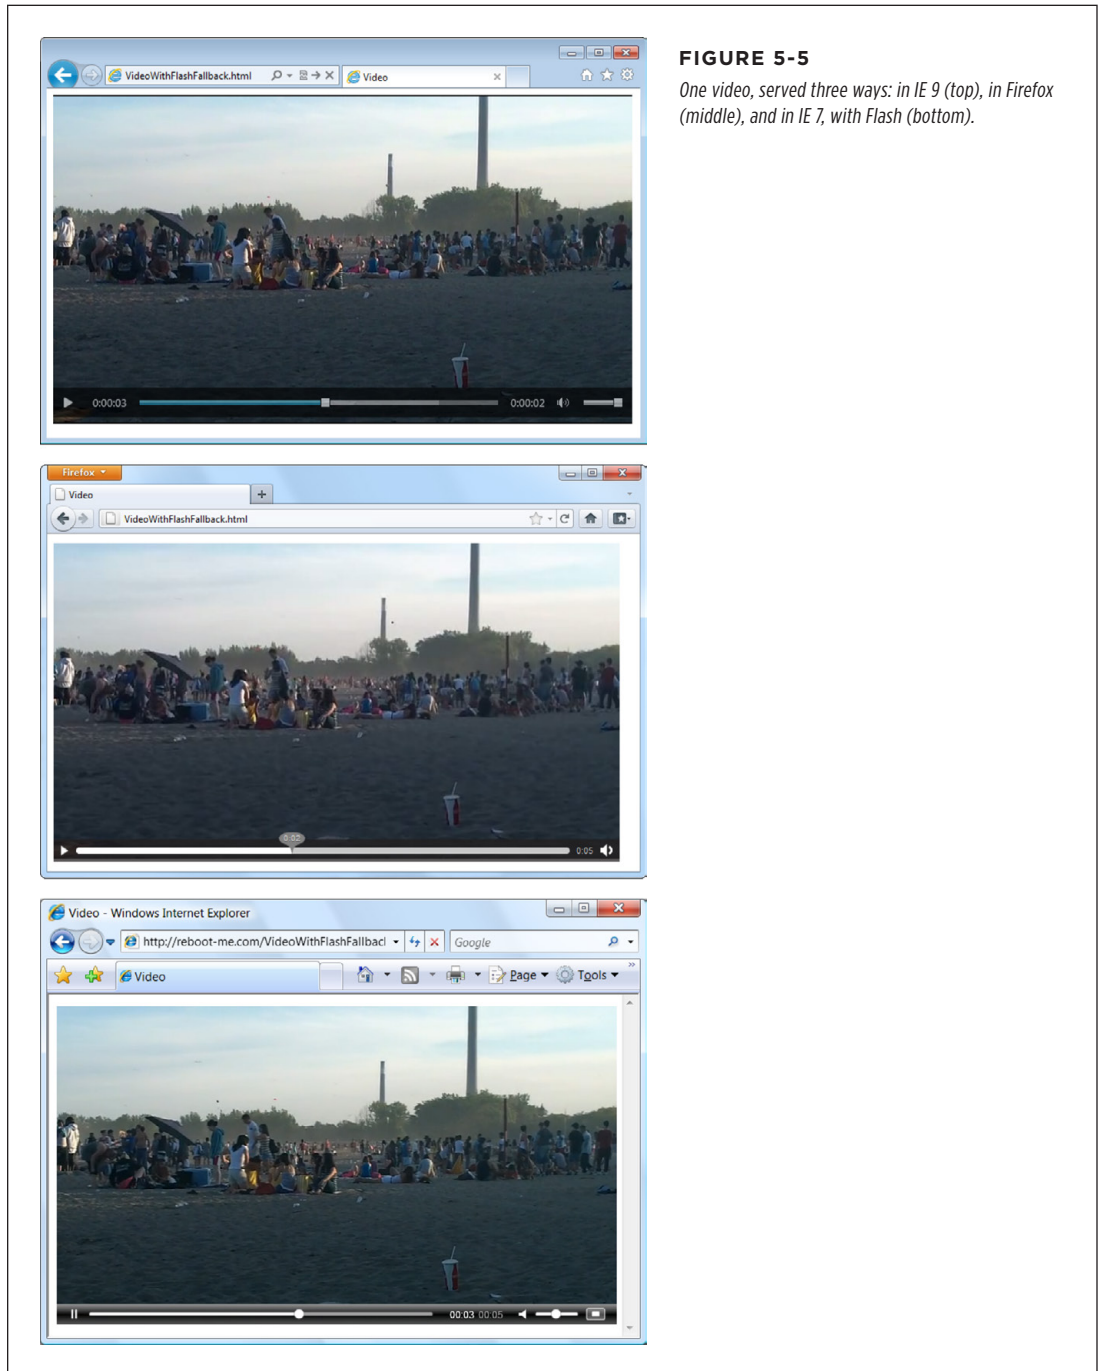 VideoWithFlashFallback.html
Video
0:00:03
0:00:02
FIGURE 5-5
One video, served three ways: in IE 9 (top), in Firefox
(middle), and in IE 7, with Flash (bottom).
Firefox
Video
VideoWithFlashFallback.html
0:02
0:05
Video - Windows Internet Explorer
http://reboot-me.com/VideoWithFlashFallbacl
Google
Video
Page
Tools
00:03 00:05